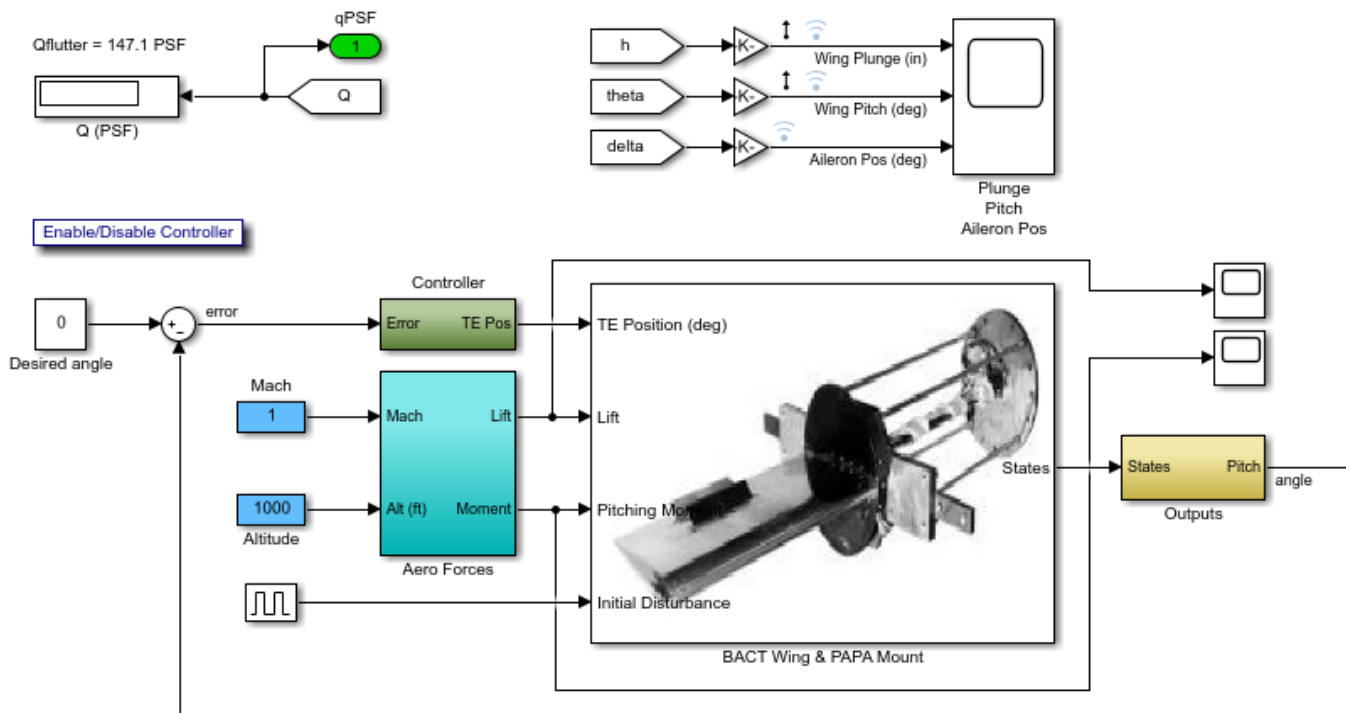 qPSF
1
Qflutter = 147.1 PSF
Q
Q (PSF)
h
-K-
Wing Plunge (in)
theta
-K-
Wing Pitch (deg)
delta
-K-
Aileron Pos (deg)
Plunge
Pitch
Aileron Pos
Enable/Disable Controller
0
Desired angle
+
−
error
Controller
Error
TE Pos
Mach
1
Mach
Lift
1000
Altitude
Alt (ft)
Moment
Aero Forces
TE Position (deg)
Lift
Pitching Moment
Initial Disturbance
States
BACT Wing & PAPA Mount
States
Pitch
Outputs
angle